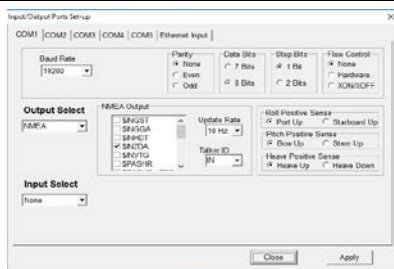 Input/Output Ports Set-up
COM1 COM2 COM3 COM4 COM5 Ethernet Input
Baud Rate
19200
Parity
None
Even
Odd
Data Bits
7 Bits
8 Bits
Stop Bits
1 Bit
2 Bits
Flow Control
None
Hardware
XON/XOFF
Output Select
NMEA
NMEA Output
$INGST
$INGGA
$INHDT
$INZDA
$INVTG
$PASHR
Update Rate
10 Hz
Talker ID
IN
Roll Positive Sense
Port Up Starboard Up
Pitch Positive Sense
Bow Up Stern Up
Heave Positive Sense
Heave Up Heave Down
Input Select
None
Close Apply